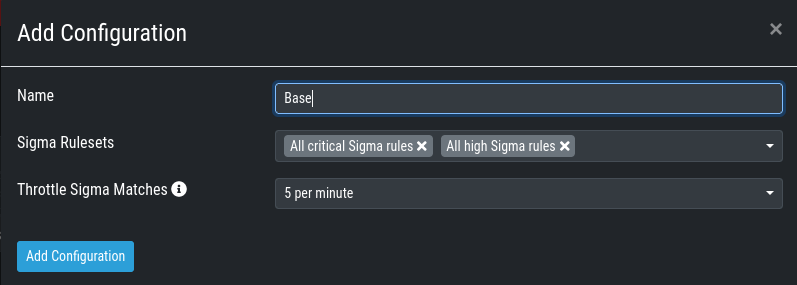 Add Configuration
Name
Base
Sigma Rulesets
All critical Sigma rules
All high Sigma rules
Throttle Sigma Matches
5 per minute
Add Configuration